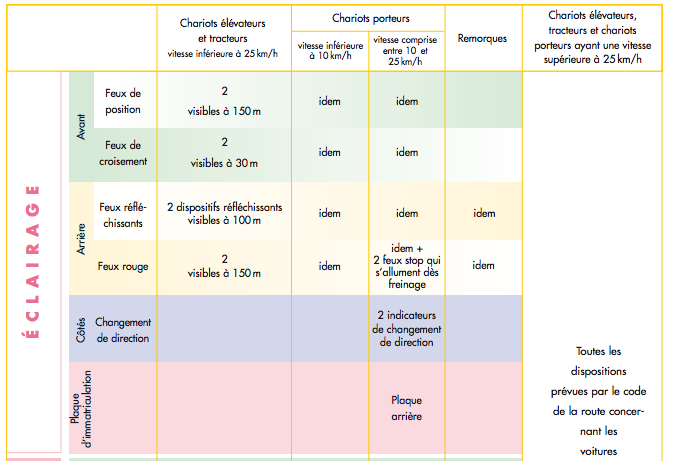 Chariots élévateurs
et tracteurs
vitesse inférieure à 25 km/h
Chariots porteurs
vitesse inférieure
à 10 km/h
vitesse comprise
entre 10 et
25 km/h
Remorques
Chariots élévateurs,
tracteurs et chariots
porteurs ayant une vitesse
supérieure à 25 km/h
ÉCLAIRAGE
Avant
Feux de
position
2
visibles à 150 m
idem
idem
Feux de
croisement
2
visibles à 30 m
idem
idem
Arrière
Feux réflé-
chissants
2 dispositifs réfléchissants
visibles à 100 m
idem
idem
idem
Feux rouge
2
visibles à 150 m
idem
idem +
2 feux stop qui
s'allument dès
freinage
idem
Côtés
Changement
de direction
2 indicateurs
de changement
de direction
Plaque
d'immatriculation
Plaque
arrière
Toutes les
dispositions
prévues par le code
de la route concer-
nant les
voitures